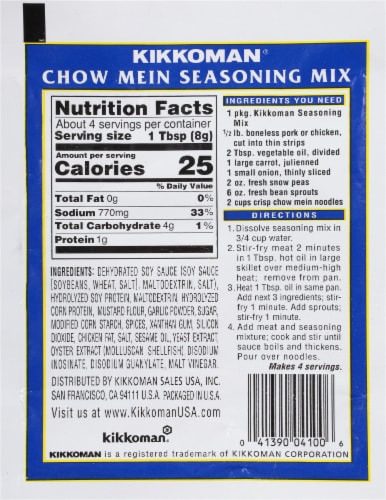 KIKKOMAN®
CHOW MEIN SEASONING MIX
Nutrition Facts
About 4 servings per container
Serving size 1 Tbsp (8g)
Amount per serving
Calories 25
% Daily Value
Total Fat 0g 0%
Sodium 770mg 33%
Total Carbohydrate 4g 1%
Protein 1g
INGREDIENTS: DEHYDRATED SOY SAUCE (SOY SAUCE
[SOYBEANS, WHEAT, SALT], MALTODEXTRIN, SALT),
HYDROLYZED SOY PROTEIN, MALTODEXTRIN, HYDROLYZED
CORN PROTEIN, MUSTARD FLOUR, GARLIC POWDER, SUGAR,
MODIFIED CORN STARCH, SPICES, XANTHAN GUM, SILICON
DIOXIDE, CHICKEN FAT, SALT, SESAME OIL, YEAST EXTRACT,
OYSTER EXTRACT (MOLLUSCAN SHELLFISH) DISODIUM
INOSINATE, DISODIUM GUANYLATE, MALT VINEGAR.
DISTRIBUTED BY KIKKOMAN SALES USA, INC.
SAN FRANCISCO, CA 94111 U.S.A. PACKAGED IN U.S.A.
Visit us at www.KikkomanUSA.com
kikkoman®
INGREDIENTS YOU NEED
1 pkg. Kikkoman Seasoning
Mix
1/2 lb. boneless pork or chicken,
cut into thin strips
2 Tbsp. vegetable oil, divided
1 large carrot, julienned
1 small onion, thinly sliced
2 oz. fresh snow peas
6 oz. fresh bean sprouts
2 cups crisp chow mein noodles
DIRECTIONS
1. Dissolve seasoning mix in
3/4 cup water.
2. Stir-fry meat 2 minutes
in 1 Tbsp. hot oil in large
skillet over medium-high
heat; remove from pan.
3. Heat 1 Tbsp. oil in same pan.
Add next 3 ingredients; stir-
fry 1 minute. Add sprouts;
stir-fry 1 minute.
4. Add meat and seasoning
mixture; cook and stir until
sauce boils and thickens.
Pour over noodles.
Makes 4 servings.
0 41390 04100 6
KIKKOMAN is a registered trademark of KIKKOMAN CORPORATION